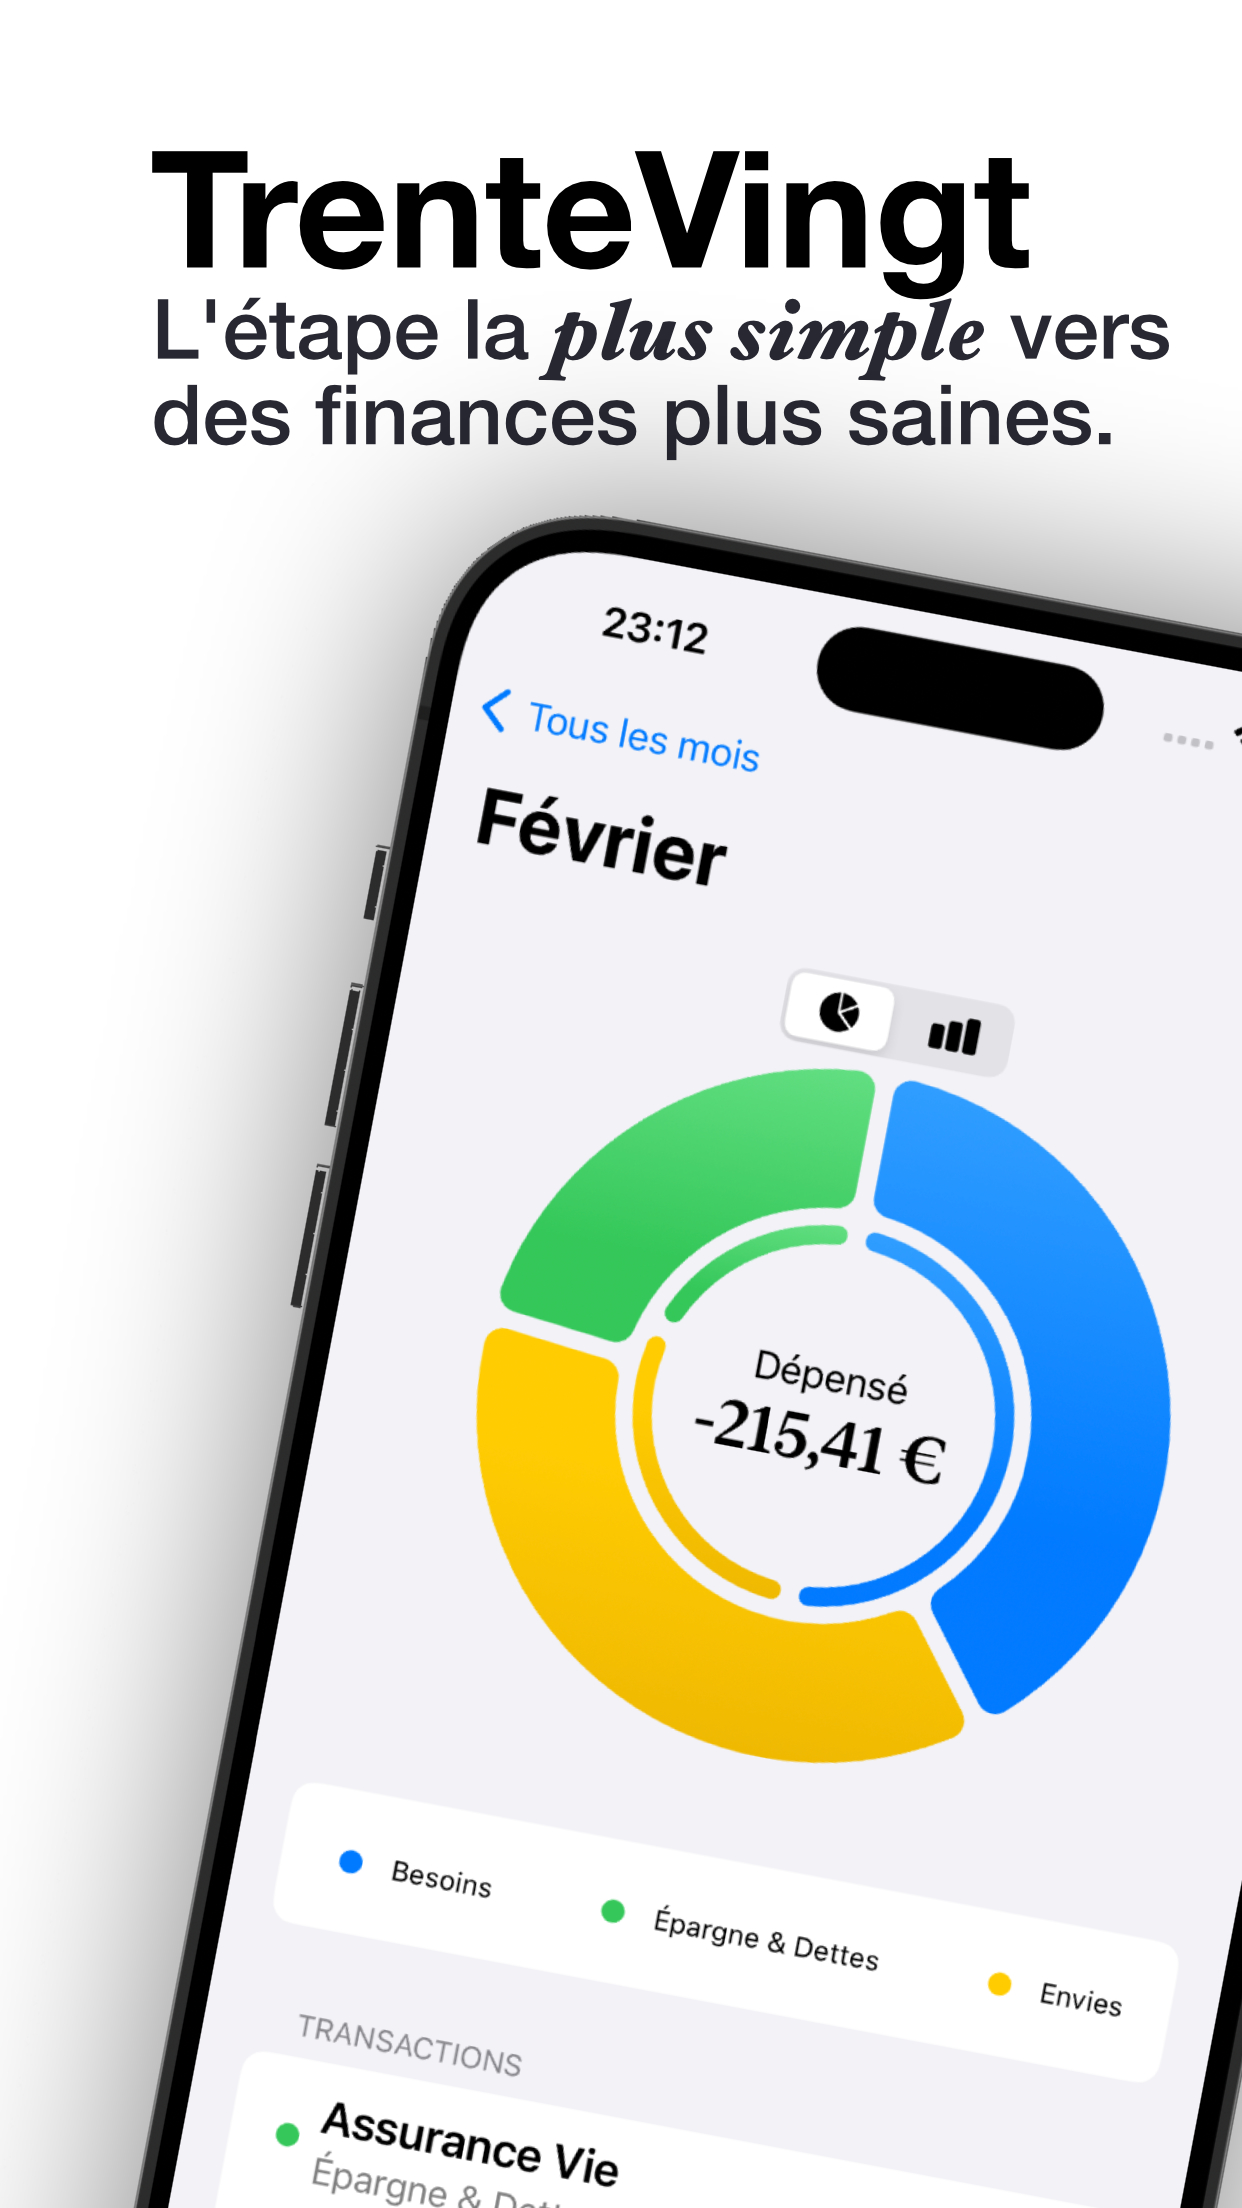 TrenteVingt
L'étape la plus simple vers
des finances plus saines.
23:12
Tous les mois
Février
Dépensé
-215,41 €
Besoins
Épargne & Dettes
Envies
TRANSACTIONS
Assurance Vie
Épargne &